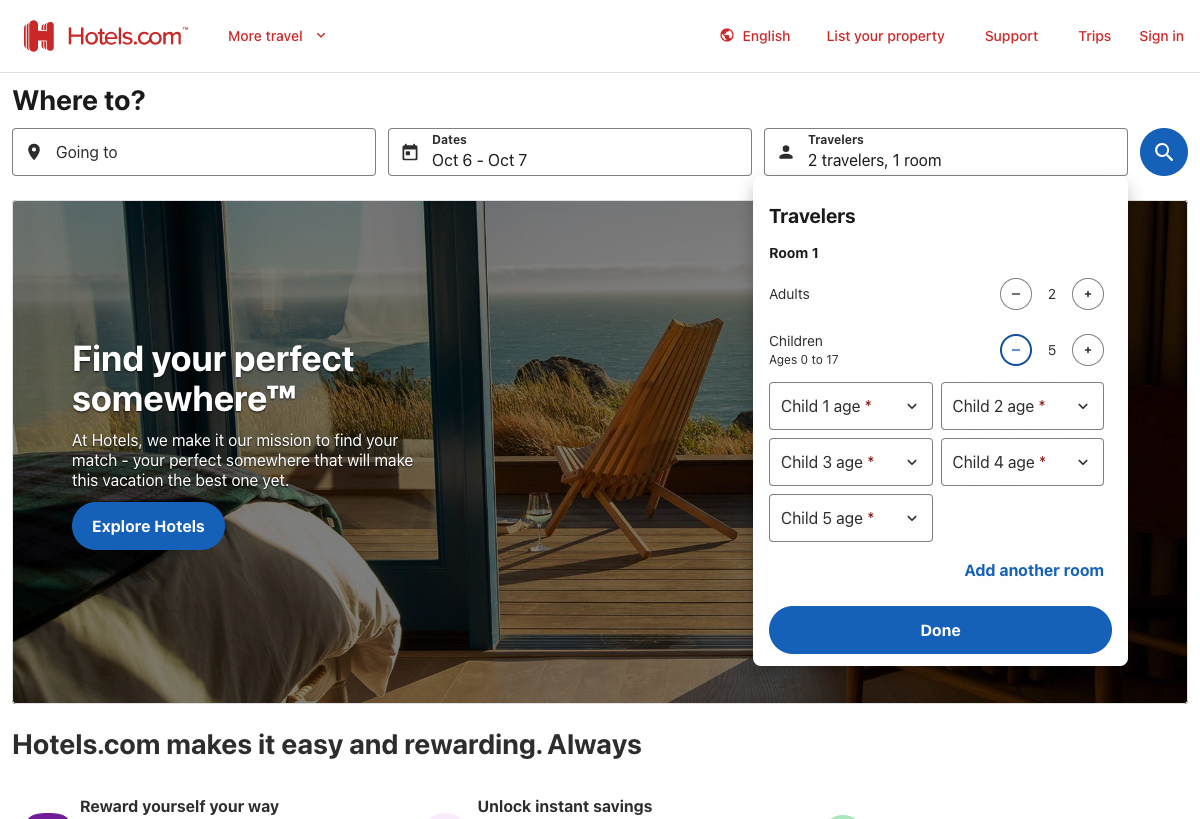 Hotels.com™
More travel
English
List your property
Support
Trips
Sign in
Where to?
Going to
Dates
Oct 6 - Oct 7
Travelers
2 travelers, 1 room
Travelers
Room 1
Adults
2
Children
Ages 0 to 17
5
Child 1 age *
Child 2 age *
Child 3 age *
Child 4 age *
Child 5 age *
Add another room
Done
Find your perfect
somewhere™
At Hotels, we make it our mission to find your
match - your perfect somewhere that will make
this vacation the best one yet.
Explore Hotels
Hotels.com makes it easy and rewarding. Always
Reward yourself your way
Unlock instant savings